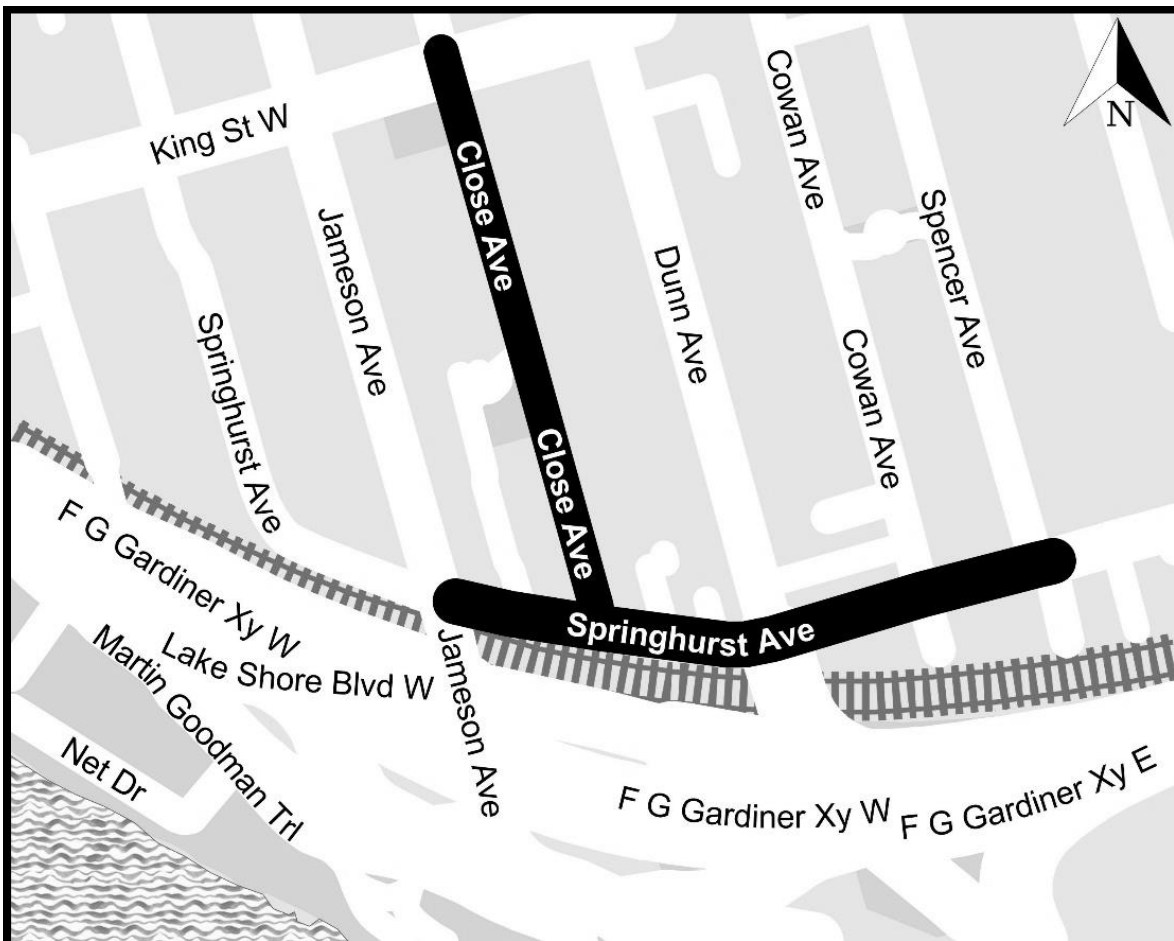 N
King St W
Close Ave
Cowan Ave
Spencer Ave
Jameson Ave
Dunn Ave
Springhurst Ave
Cowan Ave
Close Ave
F G Gardiner Xy W
Springhurst Ave
Lake Shore Blvd W
Martin Goodman Trl
Jameson Ave
Net Dr
F G Gardiner Xy W
F G Gardiner Xy E